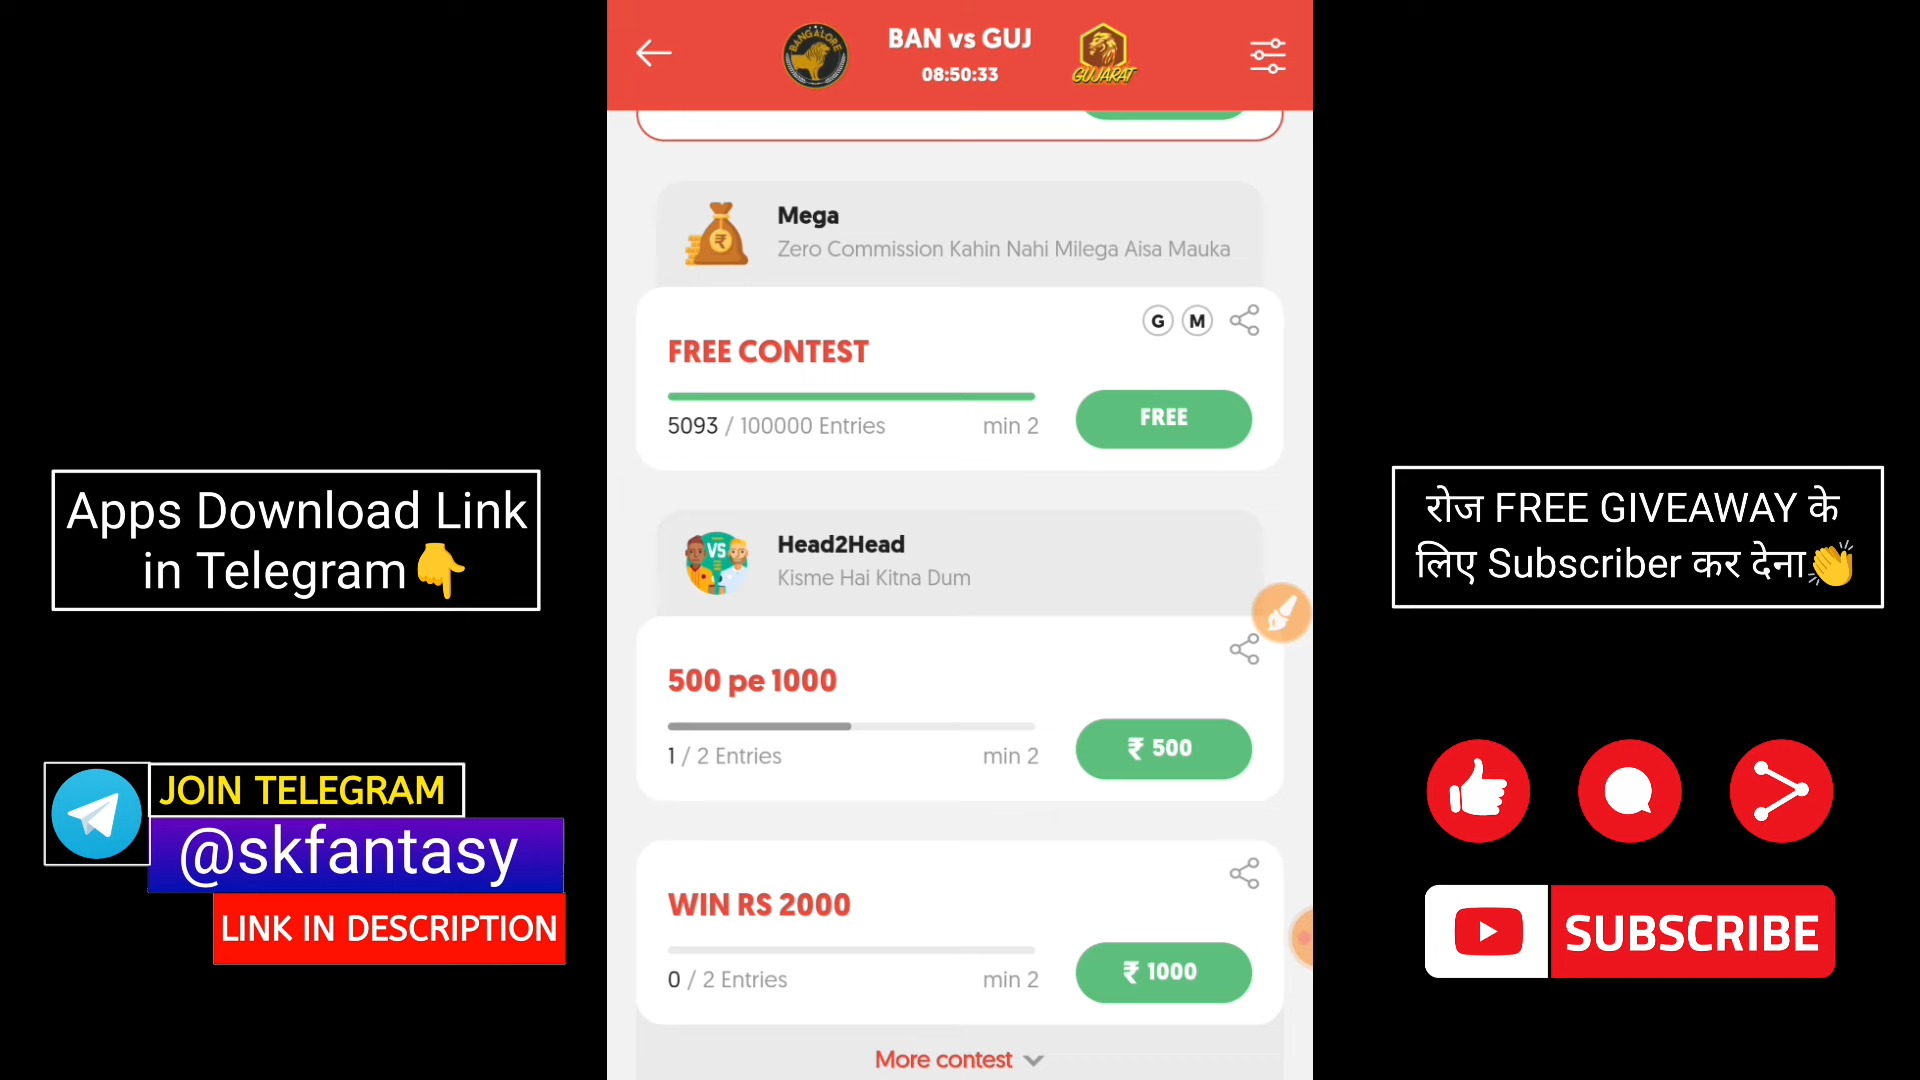 BANGALORE
BAN vs GUJ
08:50:33
GUJARAT
Mega
Zero Commission Kahin Nahi Milega Aisa Mauka
G M
FREE CONTEST
5093 / 100000 Entries min 2
FREE
VS
Head2Head
Kisme Hai Kitna Dum
500 pe 1000
1 / 2 Entries min 2
₹ 500
WIN RS 2000
0 / 2 Entries min 2
₹ 1000
More contest
Apps Download Link
in Telegram👇
JOIN TELEGRAM
@skfantasy
LINK IN DESCRIPTION
रोज FREE GIVEAWAY के
लिए Subscriber कर देना👏
SUBSCRIBE